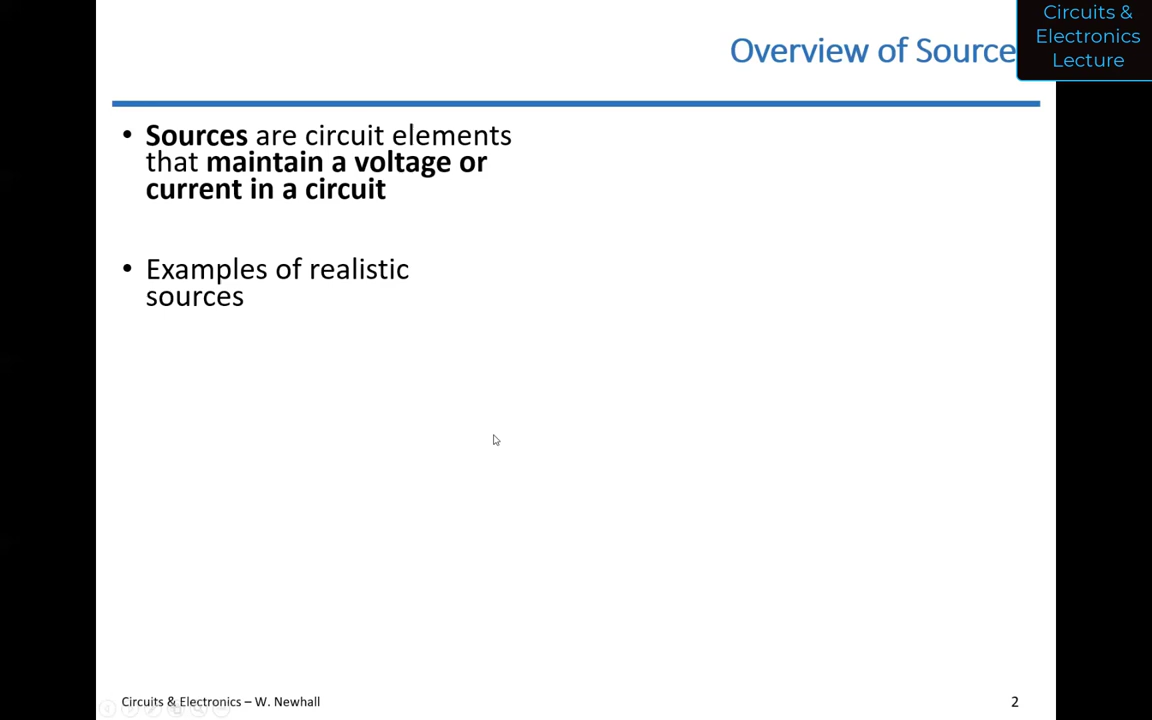 Circuits &
Electronics
Lecture
Overview of Source
• Sources are circuit elements
that maintain a voltage or
current in a circuit
• Examples of realistic
sources
Circuits & Electronics – W. Newhall
2